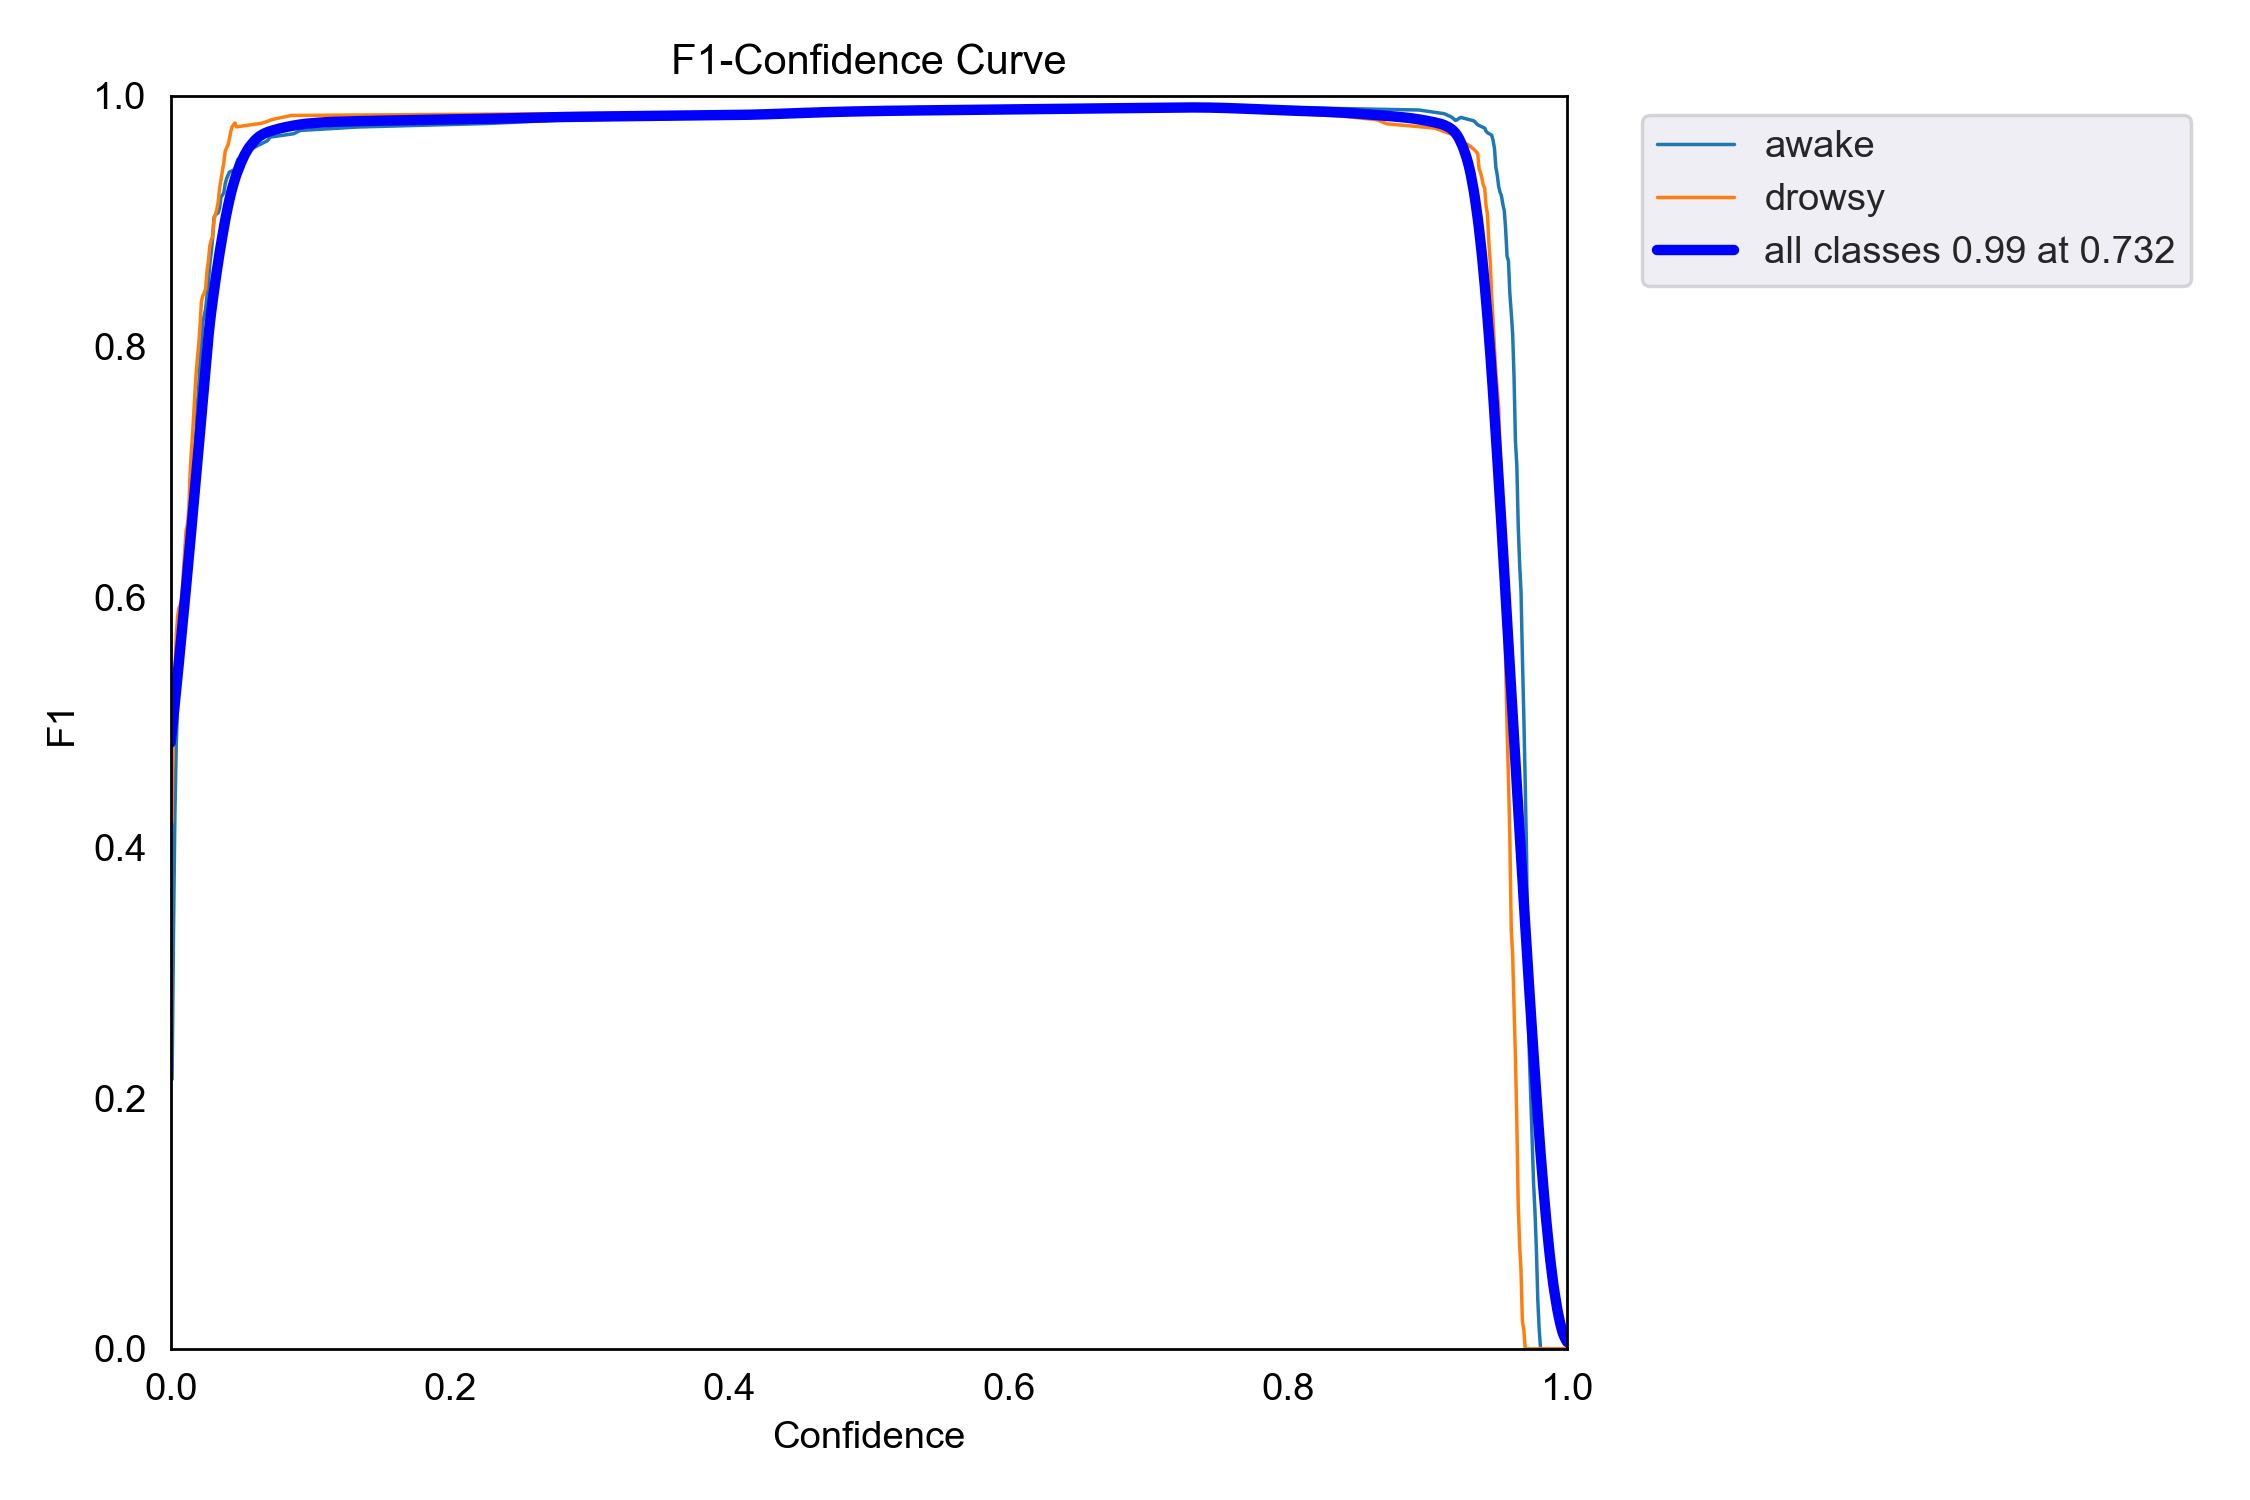 F1-Confidence Curve
1.0
0.8
0.6
0.4
0.2
0.0
F1
0.0 0.2 0.4 0.6 0.8 1.0
Confidence
awake
drowsy
all classes 0.99 at 0.732